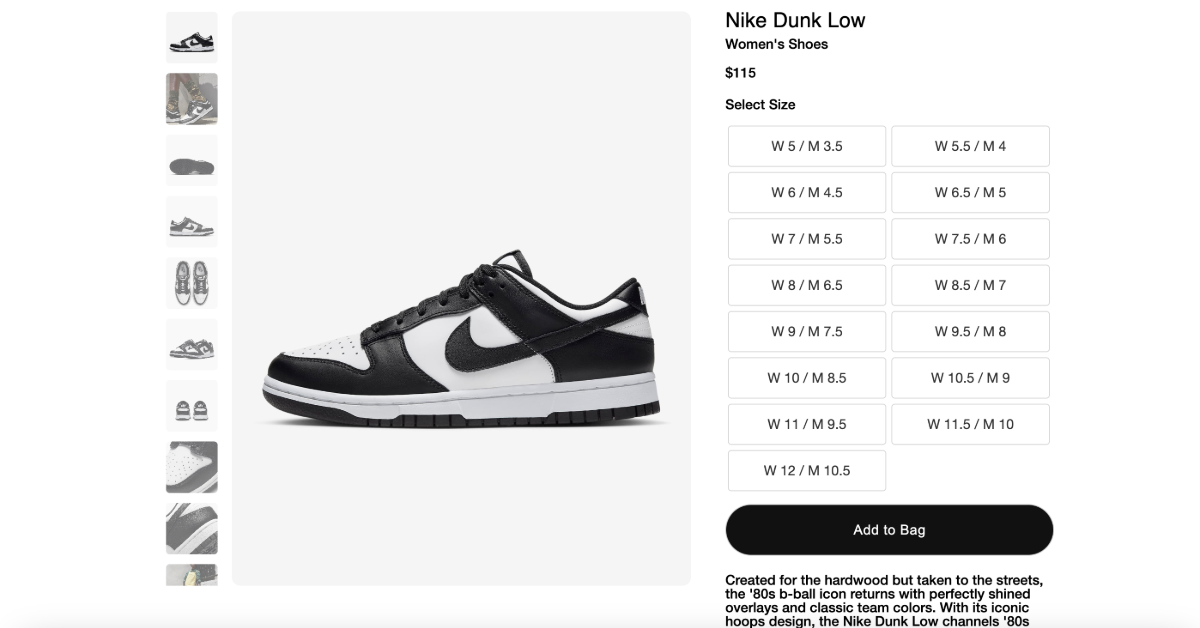 Nike Dunk Low
Women's Shoes
$115
Select Size
W 5 / M 3.5
W 5.5 / M 4
W 6 / M 4.5
W 6.5 / M 5
W 7 / M 5.5
W 7.5 / M 6
W 8 / M 6.5
W 8.5 / M 7
W 9 / M 7.5
W 9.5 / M 8
W 10 / M 8.5
W 10.5 / M 9
W 11 / M 9.5
W 11.5 / M 10
W 12 / M 10.5
Add to Bag
Created for the hardwood but taken to the streets,
the '80s b-ball icon returns with perfectly shined
overlays and classic team colors. With its iconic
hoops design, the Nike Dunk Low channels '80s